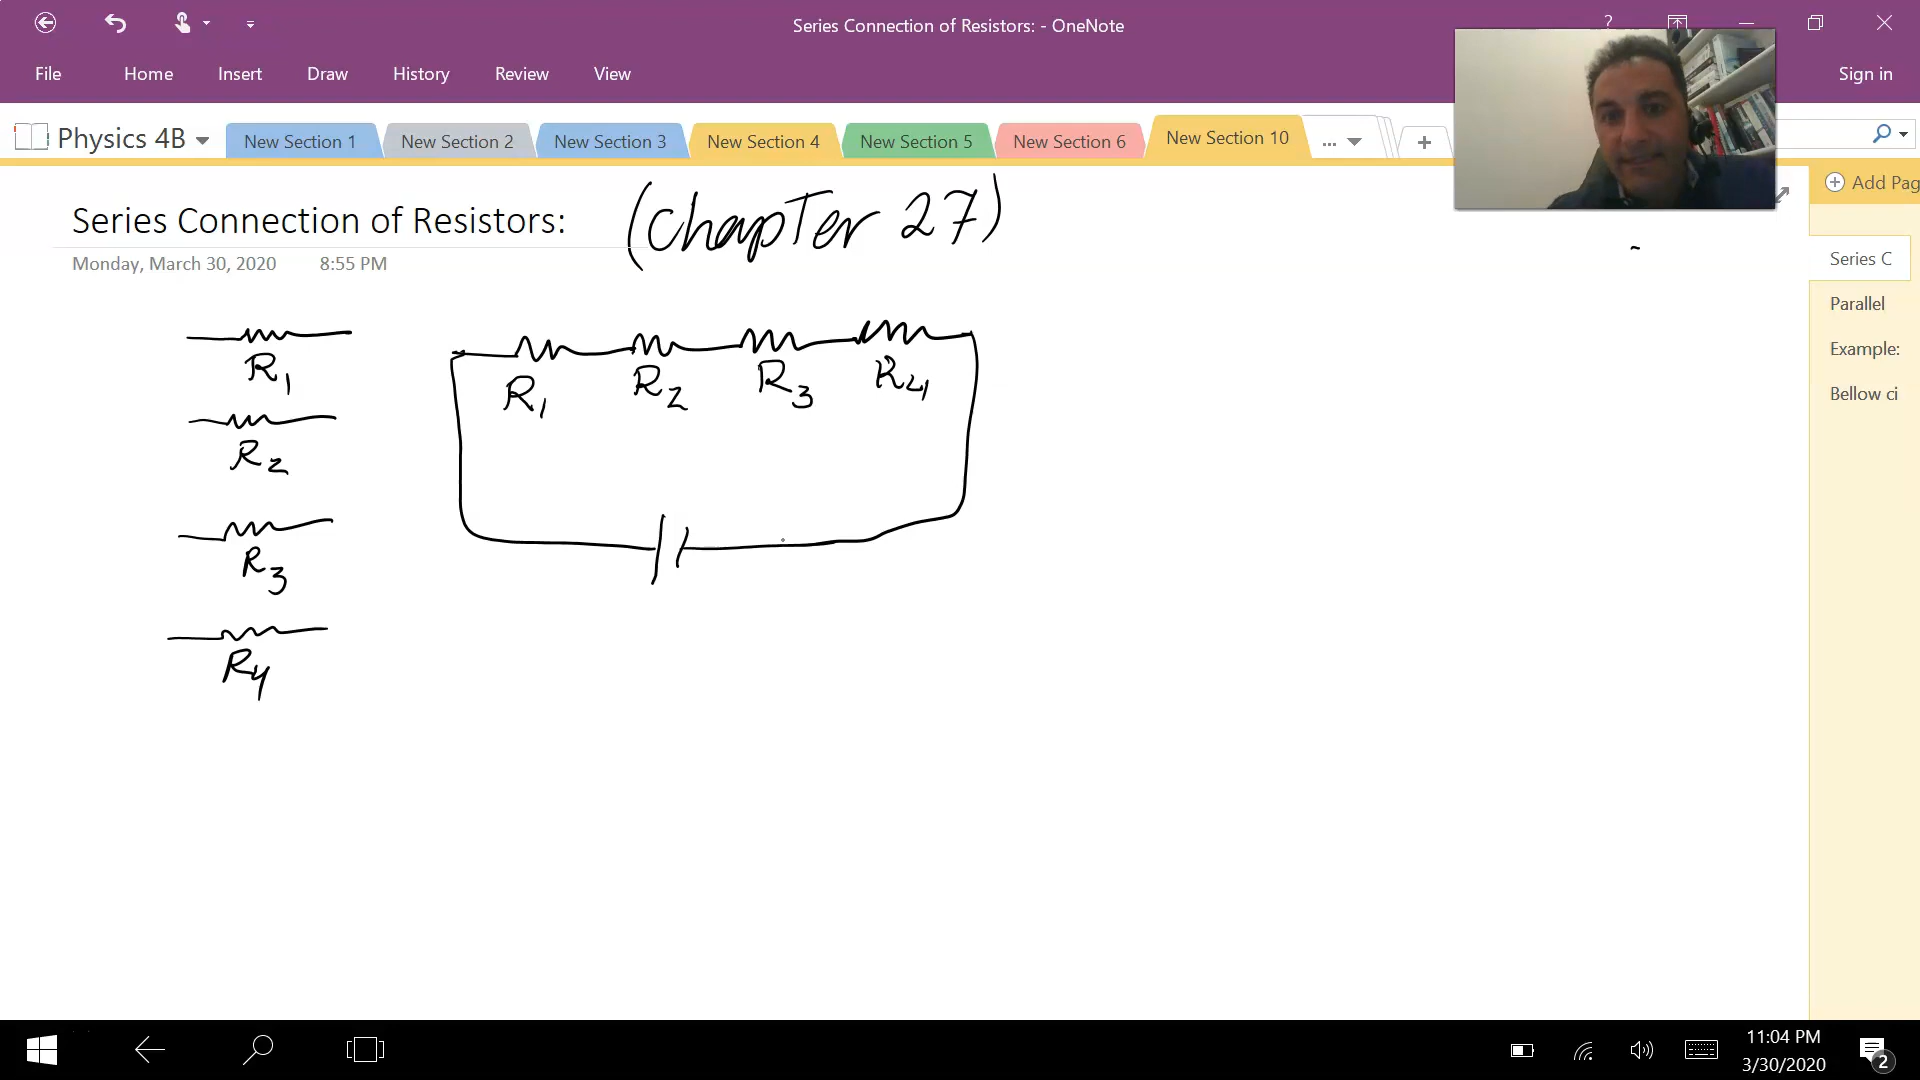 Series Connection of Resistors: - OneNote
?
File Home Insert Draw History Review View
Sign in
Physics 4B
New Section 1
New Section 2
New Section 3
New Section 4
New Section 5
New Section 6
New Section 10
...
Add Pag
Series Connection of Resistors:
(Chapter 27)
Monday, March 30, 2020 8:55 PM
Series C
Parallel
Example:
Bellow ci
R1
R2
R3
R4
R1 R2 R3 R4
11:04 PM
3/30/2020
2